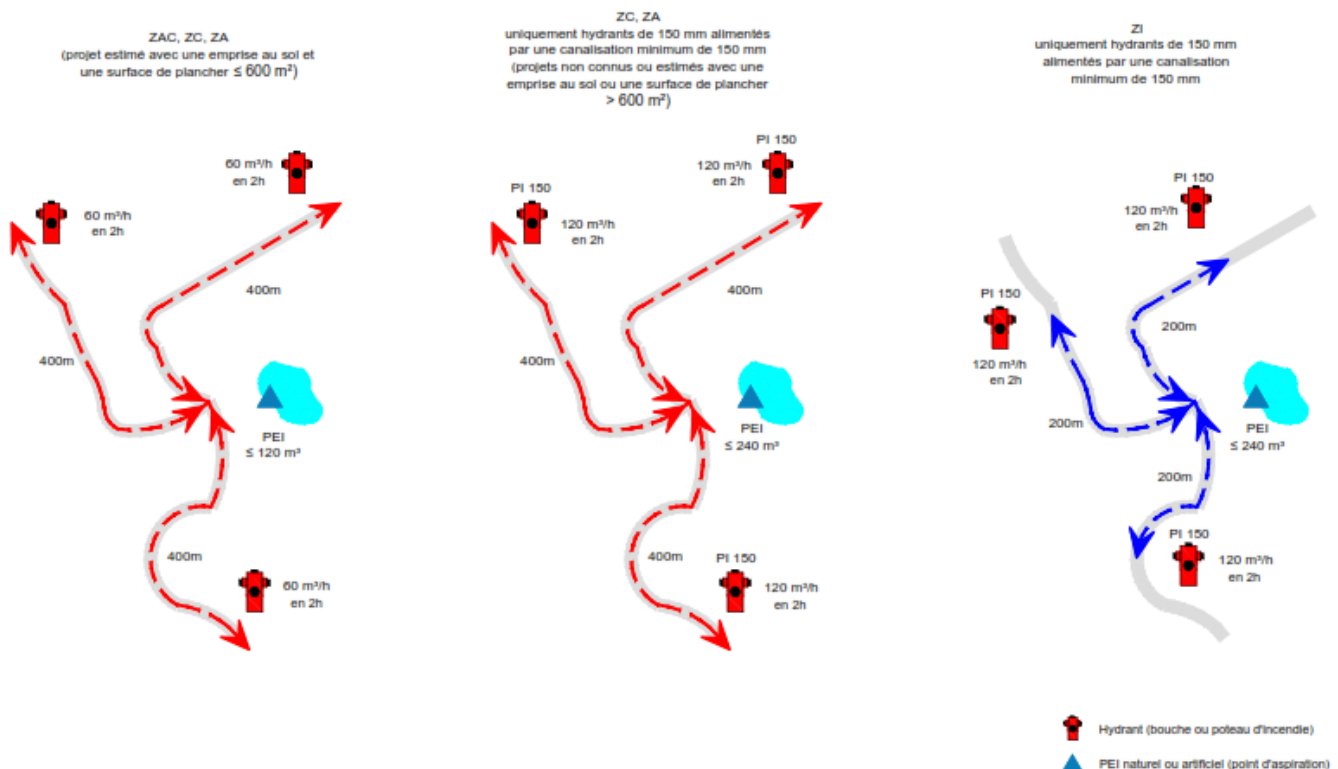 ZAC, ZC, ZA
(projet estimé avec une emprise au sol et
une surface de plancher ≤ 600 m²)
60 m³/h
en 2h
60 m³/h
en 2h
400m
400m
PEI
≤ 120 m³
400m
60 m³/h
en 2h
ZC, ZA
uniquement hydrants de 150 mm alimentés
par une canalisation minimum de 150 mm
(projets non connus ou estimés avec une
emprise au sol ou une surface de plancher
> 600 m²)
PI 150
120 m³/h
en 2h
PI 150
120 m³/h
en 2h
400m
400m
PEI
≤ 240 m³
400m
PI 150
120 m³/h
en 2h
ZI
uniquement hydrants de 150 mm
alimentés par une canalisation
minimum de 150 mm
PI 150
120 m³/h
en 2h
PI 150
120 m³/h
en 2h
200m
200m
PEI
≤ 240 m³
200m
PI 150
120 m³/h
en 2h
Hydrant (bouche ou poteau d'incendie)
PEI naturel ou artificiel (point d'aspiration)